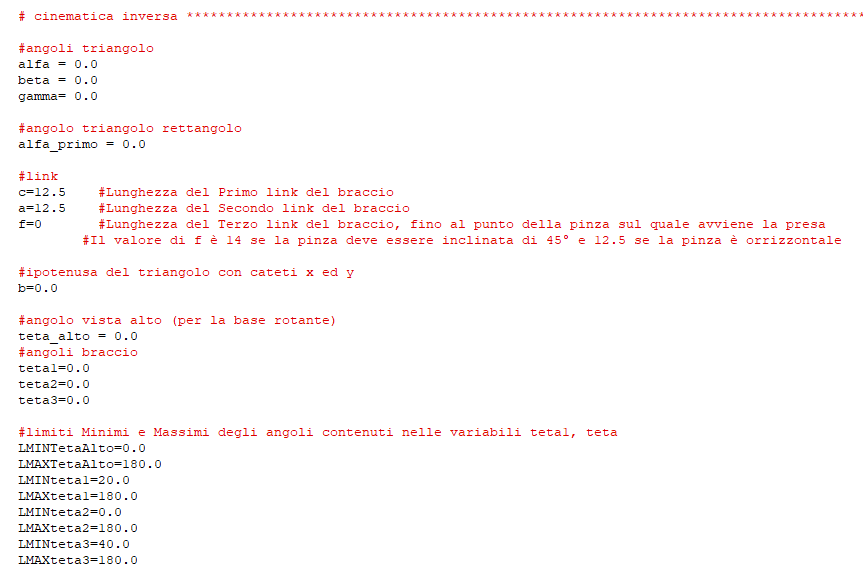 # cinematica inversa *************************************************************************************
#angoli triangolo
alfa = 0.0
beta = 0.0
gamma= 0.0
#angolo triangolo rettangolo
alfa_primo = 0.0
#link
c=12.5    #Lunghezza del Primo link del braccio
a=12.5    #Lunghezza del Secondo link del braccio
f=0       #Lunghezza del Terzo link del braccio, fino al punto della pinza sul quale avviene la presa
        #Il valore di f è 14 se la pinza deve essere inclinata di 45° e 12.5 se la pinza è orrizzontale
#ipotenusa del triangolo con cateti x ed y
b=0.0
#angolo vista alto (per la base rotante)
teta_alto = 0.0
#angoli braccio
teta1=0.0
teta2=0.0
teta3=0.0
#limiti Minimi e Massimi degli angoli contenuti nelle variabili teta1, teta
LMINTetaAlto=0.0
LMAXTetaAlto=180.0
LMINteta1=20.0
LMAXteta1=180.0
LMINteta2=0.0
LMAXteta2=180.0
LMINteta3=40.0
LMAXteta3=180.0